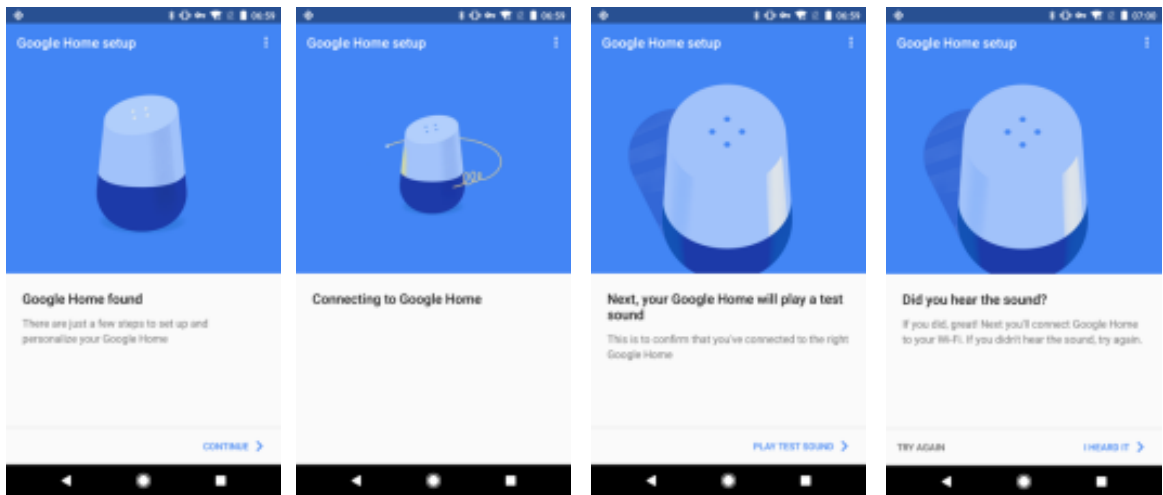 06:59
Google Home setup
Google Home found
There are just a few steps to set up and
personalize your Google Home
CONTINUE
06:59
Google Home setup
Connecting to Google Home
06:59
Google Home setup
Next, your Google Home will play a test
sound
This is to confirm that you've connected to the right
Google Home
PLAY TEST SOUND
07:00
Google Home setup
Did you hear the sound?
If you did, great! Next you'll connect Google Home
to your Wi-Fi. If you didn't hear the sound, try again.
TRY AGAIN
I HEARD IT